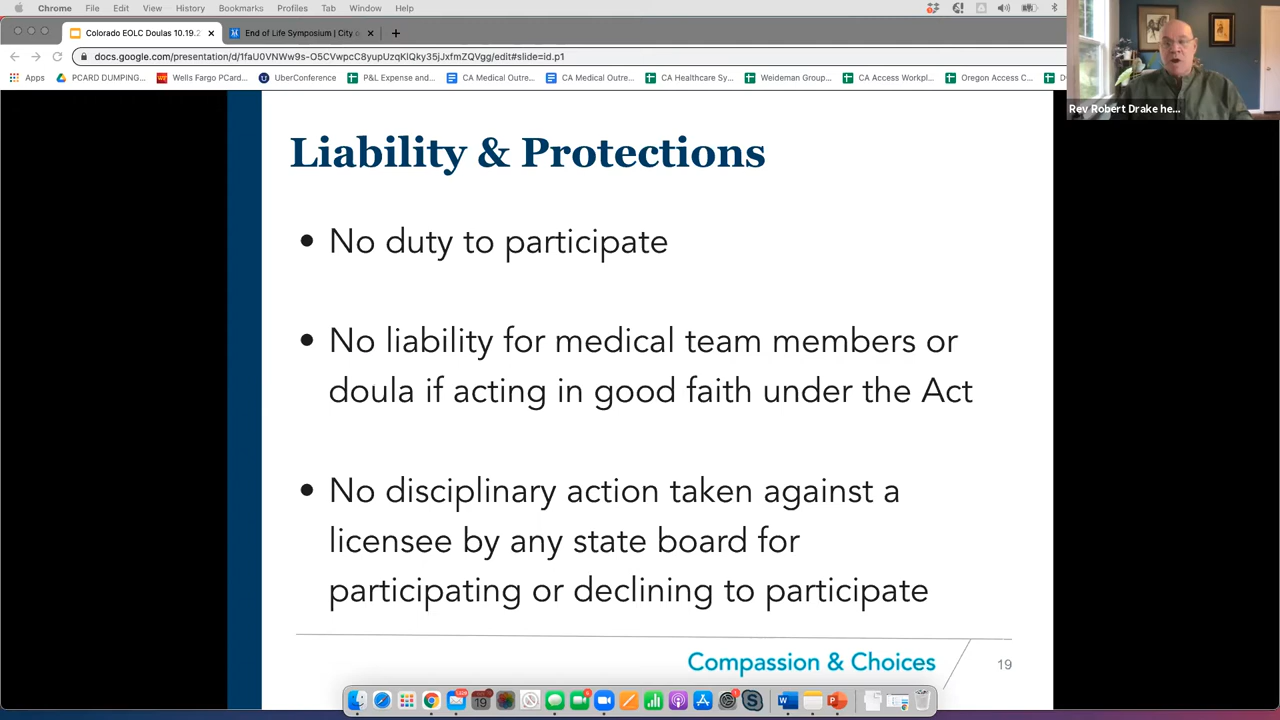 Chrome File Edit View History Bookmarks Profiles Tab Window Help
Colorado EOLC Doulas 10.19.2
End of Life Symposium | City o
docs.google.com/presentation/d/1faU0VNWw9s-O5CVwpcC8yupUzqKlQky3MjJxfmZQVgg/edit#slide=id.p1
Apps PCARD DUMPING... Wells Fargo PCard... UberConference P&L Expense and... CA Medical Outre... CA Medical Outre... CA Healthcare Sy... Weideman Group... CA Access Workpl... Oregon Access C...
Rev Robert Drake he...
Liability & Protections
• No duty to participate
• No liability for medical team members or
doula if acting in good faith under the Act
• No disciplinary action taken against a
licensee by any state board for
participating or declining to participate
Compassion & Choices
19
19